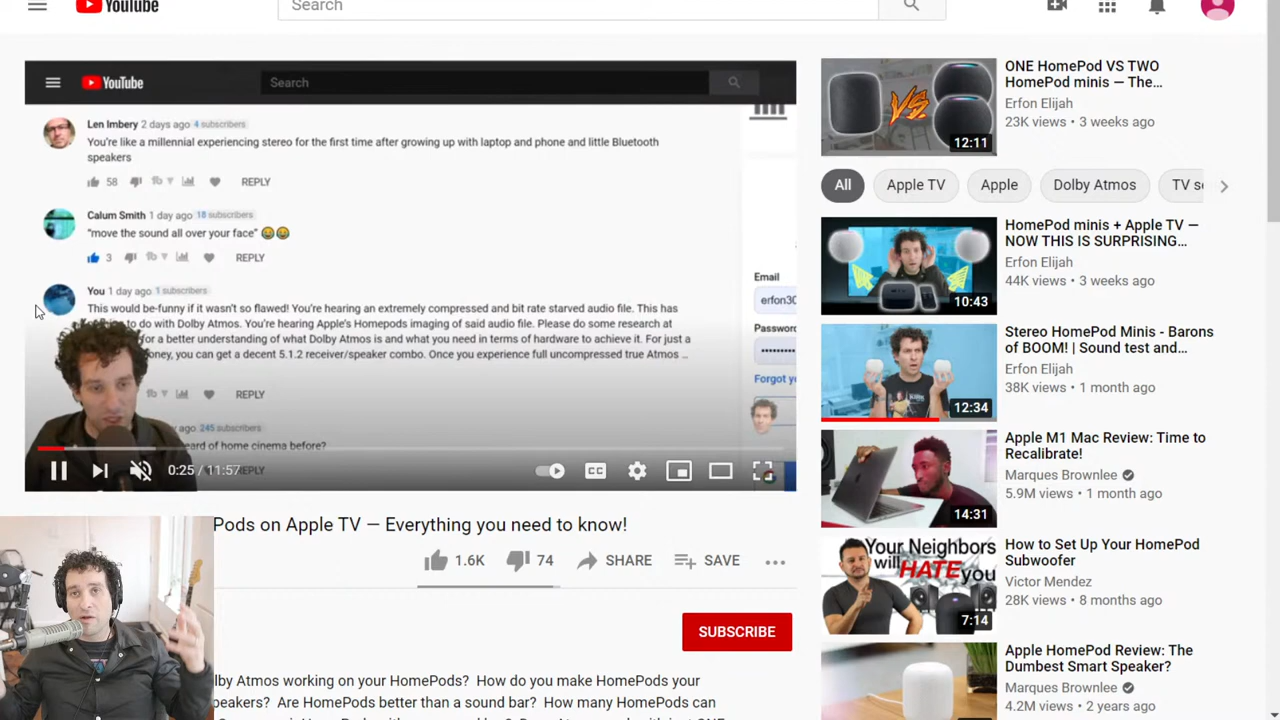 YouTube
Search
YouTube
Search
Len Imbery 2 days ago 4 subscribers
You're like a millennial experiencing stereo for the first time after growing up with laptop and phone and little Bluetooth
speakers
58 REPLY
Calum Smith 1 day ago 18 subscribers
"move the sound all over your face" 😂😂
3 REPLY
You 1 day ago 1 subscribers
This would be funny if it wasn't so flawed! You're hearing an extremely compressed and bit rate starved audio file. This has
to do with Dolby Atmos. You're hearing Apple's Homepods imaging of said audio file. Please do some research at
for a better understanding of what Dolby Atmos is and what you need in terms of hardware to achieve it. For just a
oney, you can get a decent 5.1.2 receiver/speaker combo. Once you experience full uncompressed true Atmos ...
REPLY
ago 245 subscribers
eard of home cinema before?
REPLY
Email
erfon30
Password
Forgot yo
0:25 / 11:57
CC
Pods on Apple TV — Everything you need to know!
1.6K 74 SHARE SAVE
SUBSCRIBE
lby Atmos working on your HomePods? How do you make HomePods your
peakers? Are HomePods better than a sound bar? How many HomePods can
VS
12:11
ONE HomePod VS TWO
HomePod minis — The...
Erfon Elijah
23K views • 3 weeks ago
All Apple TV Apple Dolby Atmos TV se
10:43
HomePod minis + Apple TV —
NOW THIS IS SURPRISING...
Erfon Elijah
44K views • 3 weeks ago
12:34
Stereo HomePod Minis - Barons
of BOOM! | Sound test and...
Erfon Elijah
38K views • 1 month ago
14:31
Apple M1 Mac Review: Time to
Recalibrate!
Marques Brownlee
5.9M views • 1 month ago
Your Neighbors
will HATE you
7:14
How to Set Up Your HomePod
Subwoofer
Victor Mendez
28K views • 8 months ago
Apple HomePod Review: The
Dumbest Smart Speaker?
Marques Brownlee
4.2M views • 2 years ago